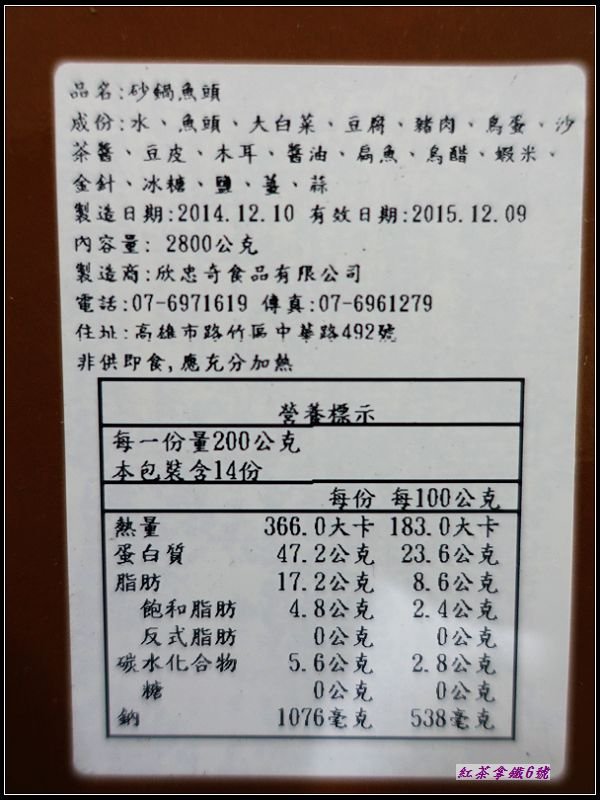 品名:砂鍋魚頭
成份:水、魚頭、大白菜、豆腐、豬肉、鳥蛋、沙
茶醬、豆皮、木耳、醬油、扁魚、烏醋、蝦米、
金針、冰糖、鹽、薑、蒜
製造日期:2014.12.10 有效日期:2015.12.09
內容量: 2800公克
製造商:欣忠奇食品有限公司
電話:07-6971619 傳真:07-6961279
住址:高雄市路竹區中華路492號
非供即食,應充分加熱
營養標示
每一份量200公克
本包裝含14份
每份 每100公克
熱量 366.0大卡 183.0大卡
蛋白質 47.2公克 23.6公克
脂肪 17.2公克 8.6公克
飽和脂肪 4.8公克 2.4公克
反式脂肪 0公克 0公克
碳水化合物 5.6公克 2.8公克
糖 0公克 0公克
鈉 1076毫克 538毫克
紅茶拿鐵6號